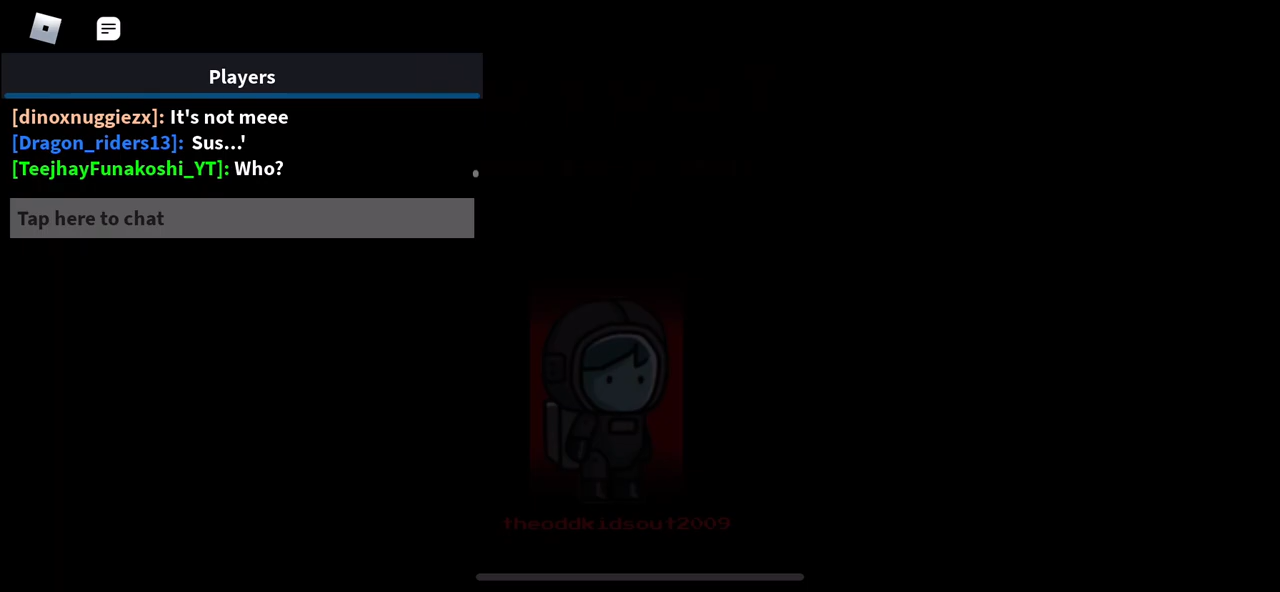 Players
[dinoxnuggiezx]: It's not meee
[Dragon_riders13]: Sus...'
[TeejhayFunakoshi_YT]: Who?
Tap here to chat
theoddkidsout2009